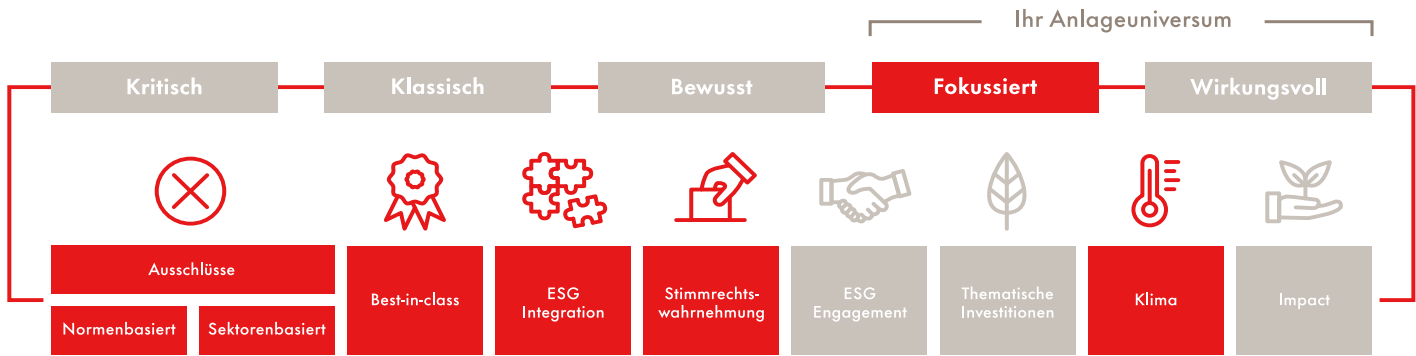 Ihr Anlageuniversum
Kritisch
Klassisch
Bewusst
Fokussiert
Wirkungsvoll
Ausschlüsse
Normenbasiert
Sektorenbasiert
Best-in-class
ESG
Integration
Stimmrechts-
wahrnehmung
ESG
Engagement
Thematische
Investitionen
Klima
Impact